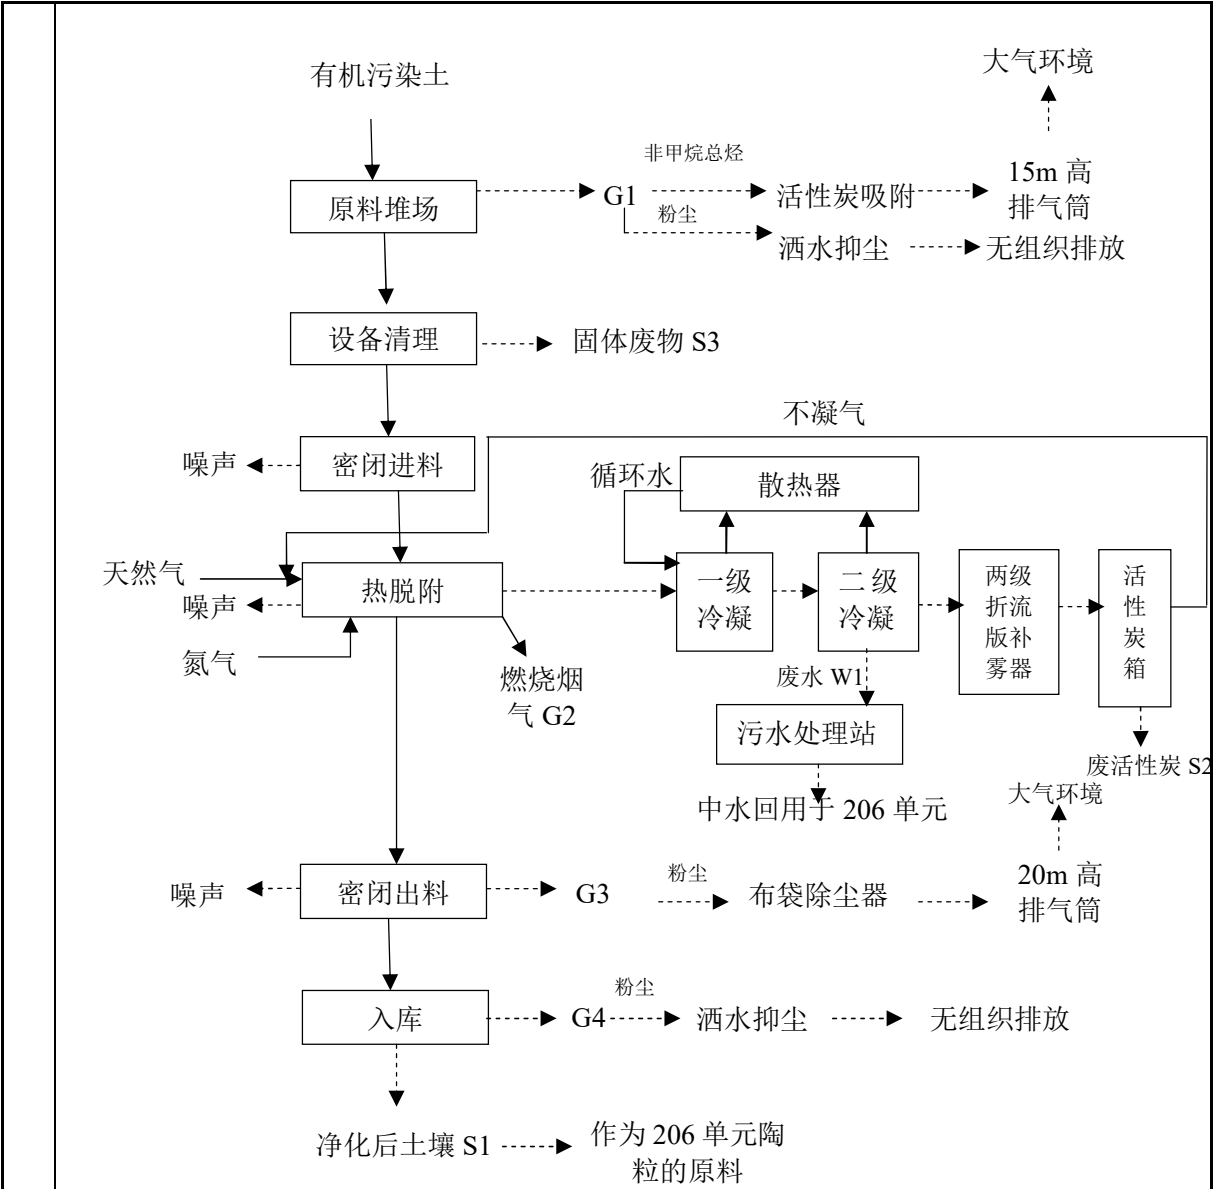 有机污染土
大气环境
非甲烷总烃
原料堆场
G1
活性炭吸附
15m 高
排气筒
粉尘
洒水抑尘
无组织排放
设备清理
固体废物 S3
不凝气
噪声
密闭进料
循环水
散热器
天然气
热脱附
噪声
氮气
一级
冷凝
二级
冷凝
两级
折流
版补
雾器
活
性
炭
箱
燃烧烟
气 G2
废水 W1
污水处理站
废活性炭 S2
中水回用于 206 单元
大气环境
噪声
密闭出料
G3
粉尘
布袋除尘器
20m 高
排气筒
入库
G4
粉尘
洒水抑尘
无组织排放
净化后土壤 S1
作为 206 单元陶
粒的原料